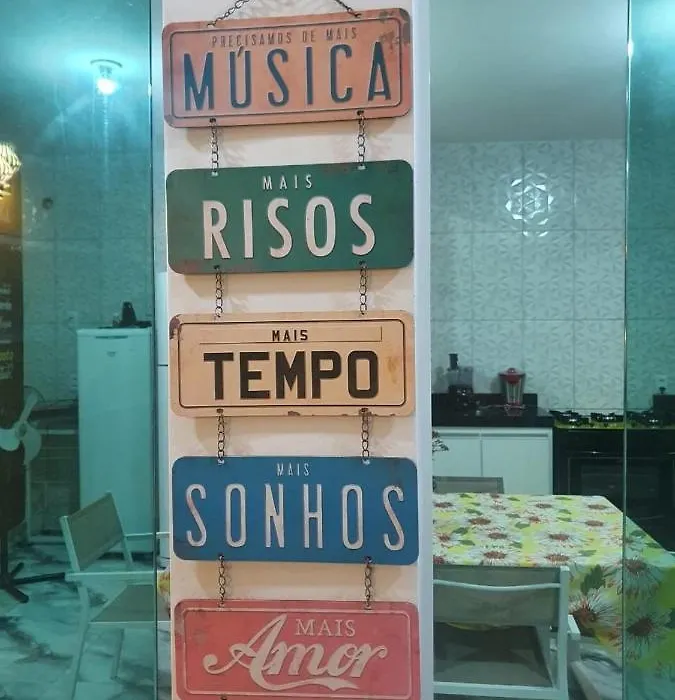 PRECISAMOS DE MAIS
MÚSICA
MAIS
RISOS
MAIS
TEMPO
MAIS
SONHOS
MAIS
Amor